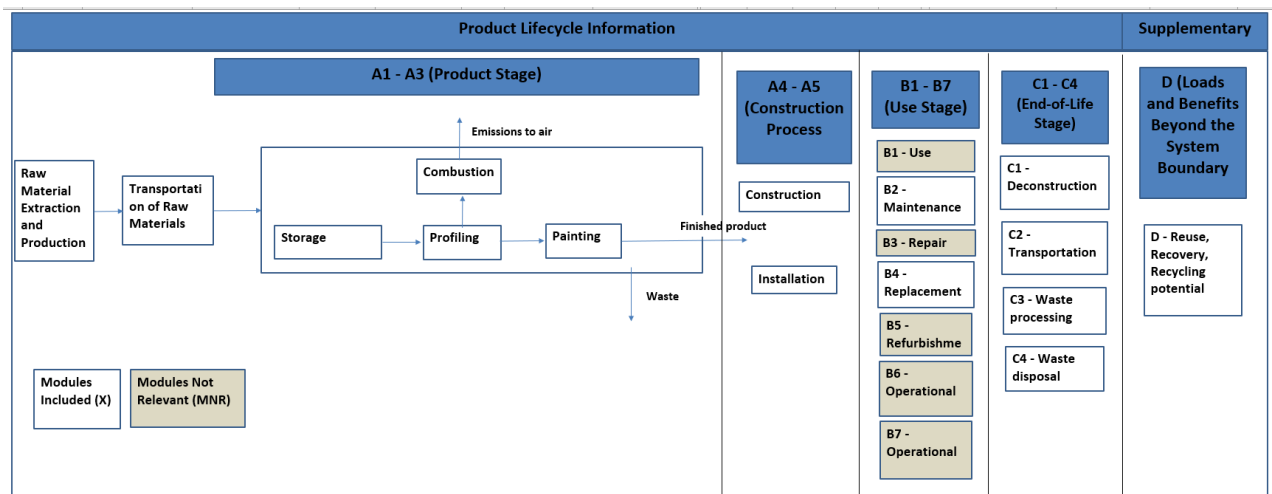 Product Lifecycle Information
Supplementary
A1 - A3 (Product Stage)
Emissions to air
Raw
Material
Extraction
and
Production
Transportati
on of Raw
Materials
Combustion
Storage
Profiling
Painting
Finished product
Waste
Modules
Included (X)
Modules Not
Relevant (MNR)
A4 - A5
(Construction
Process
Construction
Installation
B1 - B7
(Use Stage)
B1 - Use
B2 -
Maintenance
B3 - Repair
B4 -
Replacement
B5 -
Refurbishme
B6 -
Operational
B7 -
Operational
C1 - C4
(End-of-Life
Stage)
C1 -
Deconstruction
C2 -
Transportation
C3 - Waste
processing
C4 - Waste
disposal
D (Loads
and Benefits
Beyond the
System
Boundary
D - Reuse,
Recovery,
Recycling
potential